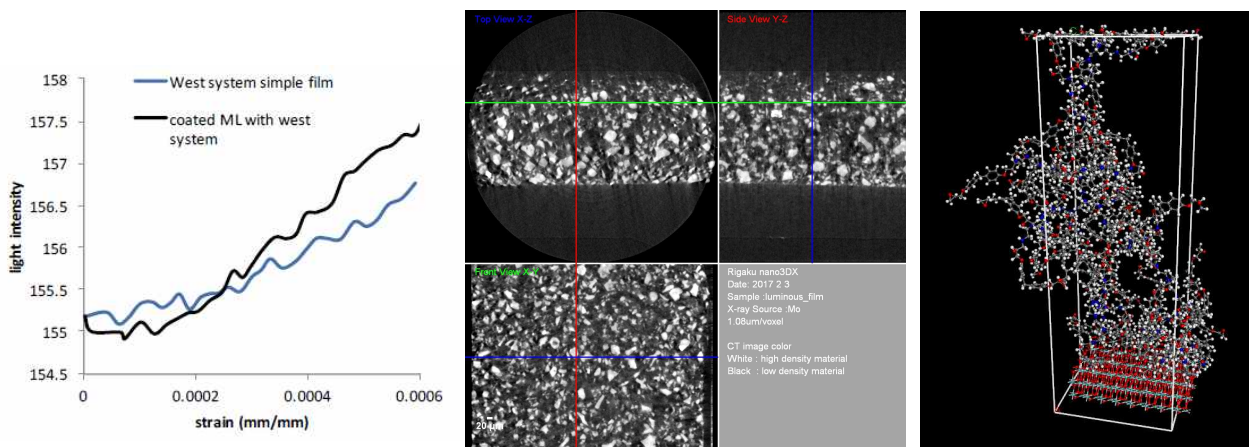 158
157.5
157
156.5
156
155.5
155
154.5
light intensity
West system simple film
coated ML with west
system
0
0.0002
0.0004
0.0006
strain (mm/mm)
Top View X-Z
Side View Y-Z
Front View X-Y
20 µm
Rigaku nano3DX
Date: 2017 2 3
Sample :luminous_film
X-ray Source :Mo
1.08um/voxel
CT image color
White : high density material
Black : low density material